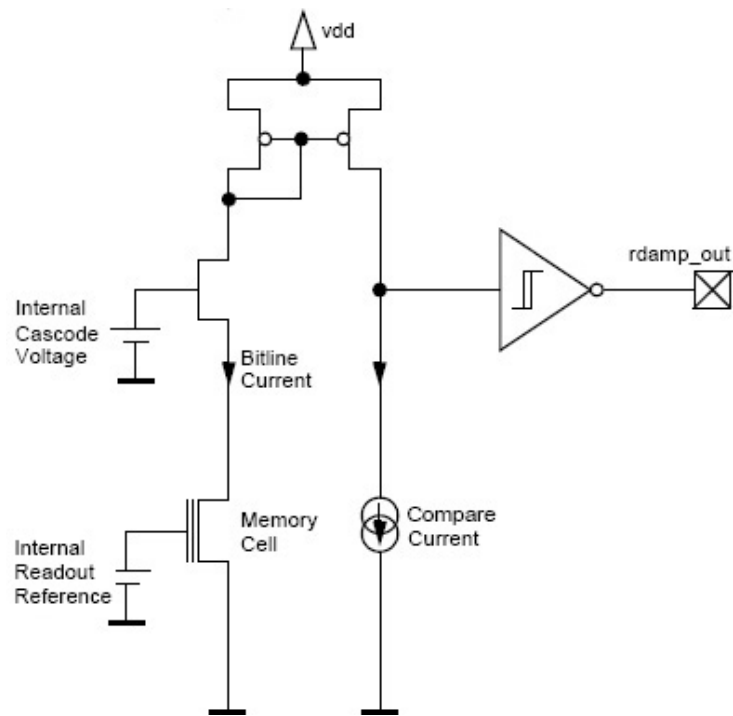 vdd
rdamp_out
Internal
Cascode
Voltage
Bitline
Current
Memory
Cell
Compare
Current
Internal
Readout
Reference